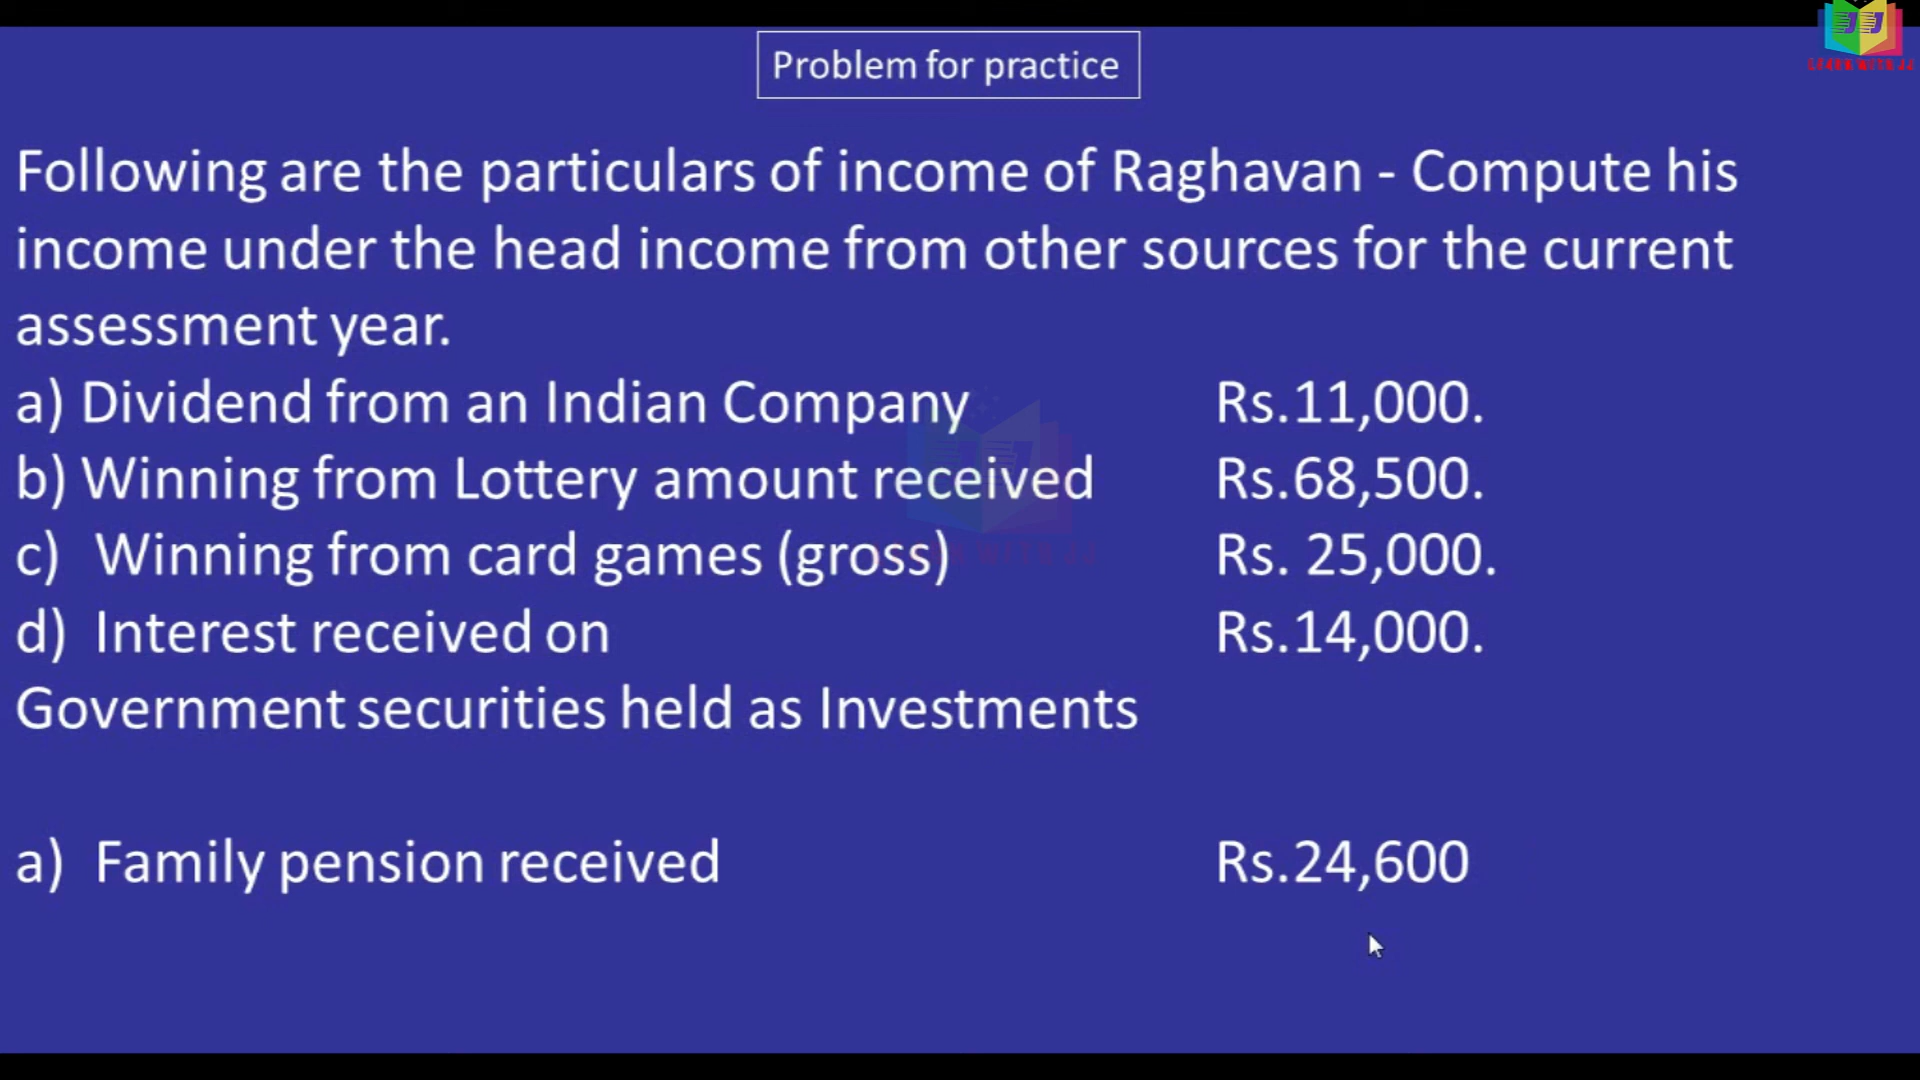 Problem for practice
Following are the particulars of income of Raghavan - Compute his
income under the head income from other sources for the current
assessment year.
a) Dividend from an Indian Company Rs.11,000.
b) Winning from Lottery amount received Rs.68,500.
c) Winning from card games (gross) Rs. 25,000.
d) Interest received on Rs.14,000.
Government securities held as Investments
a) Family pension received Rs.24,600